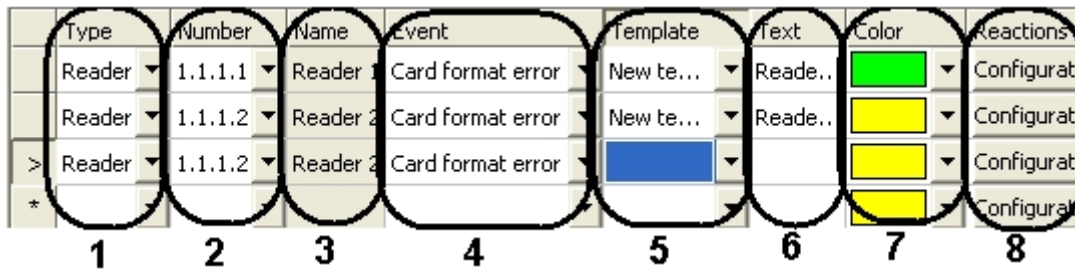 Type Number Name Event Template Text Color Reactions
Reader 1.1.1.1 Reader 1 Card format error New te... Reade.. Configurat
Reader 1.1.1.2 Reader 2 Card format error New te... Reade.. Configurat
> Reader 1.1.1.2 Reader 2 Card format error Configurat
* Configurat
1 2 3 4 5 6 7 8